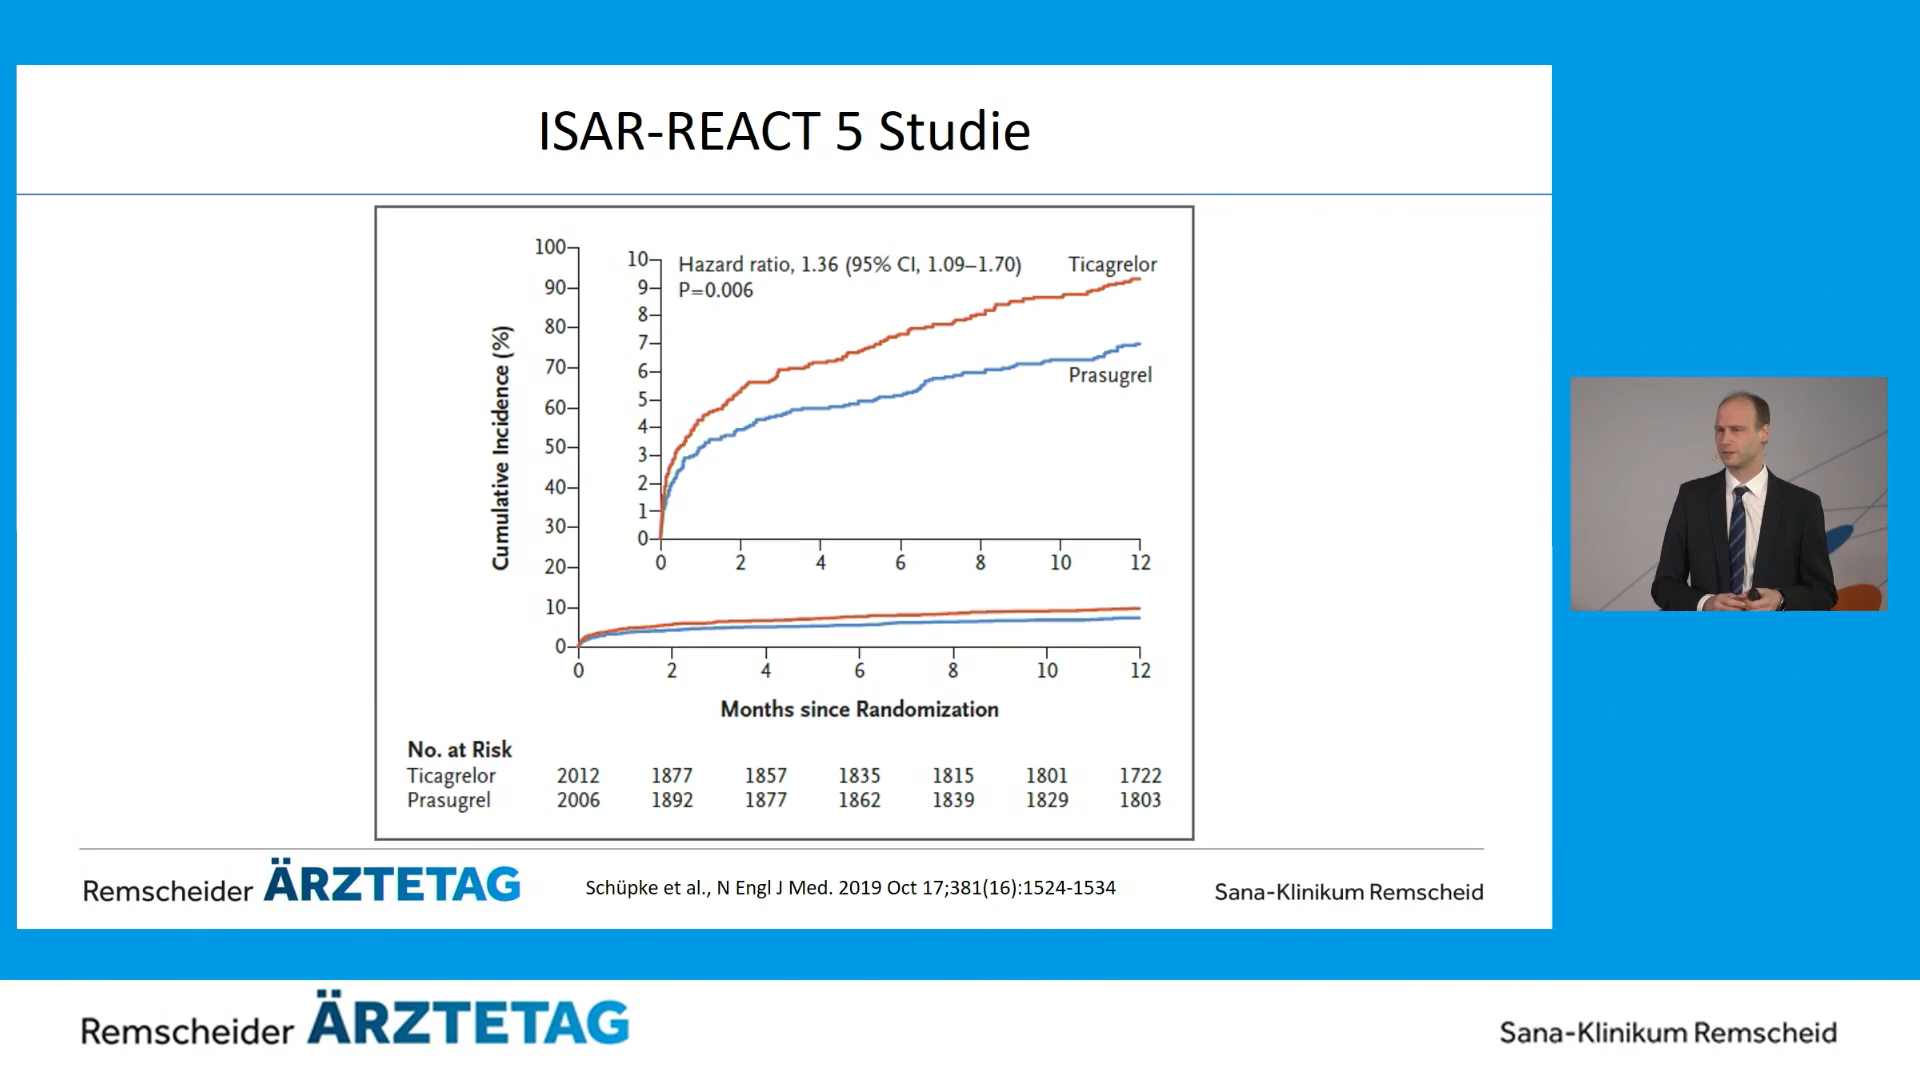 ISAR-REACT 5 Studie
Cumulative Incidence (%)
100
90
80
70
60
50
40
30
20
10
0
10
9
8
7
6
5
4
3
2
1
0
Hazard ratio, 1.36 (95% CI, 1.09–1.70)
P=0.006
Ticagrelor
Prasugrel
0 2 4 6 8 10 12
0 2 4 6 8 10 12
Months since Randomization
No. at Risk
Ticagrelor 2012 1877 1857 1835 1815 1801 1722
Prasugrel 2006 1892 1877 1862 1839 1829 1803
Remscheider ÄRZTETAG
Schüpke et al., N Engl J Med. 2019 Oct 17;381(16):1524-1534
Sana-Klinikum Remscheid
Remscheider ÄRZTETAG
Sana-Klinikum Remscheid